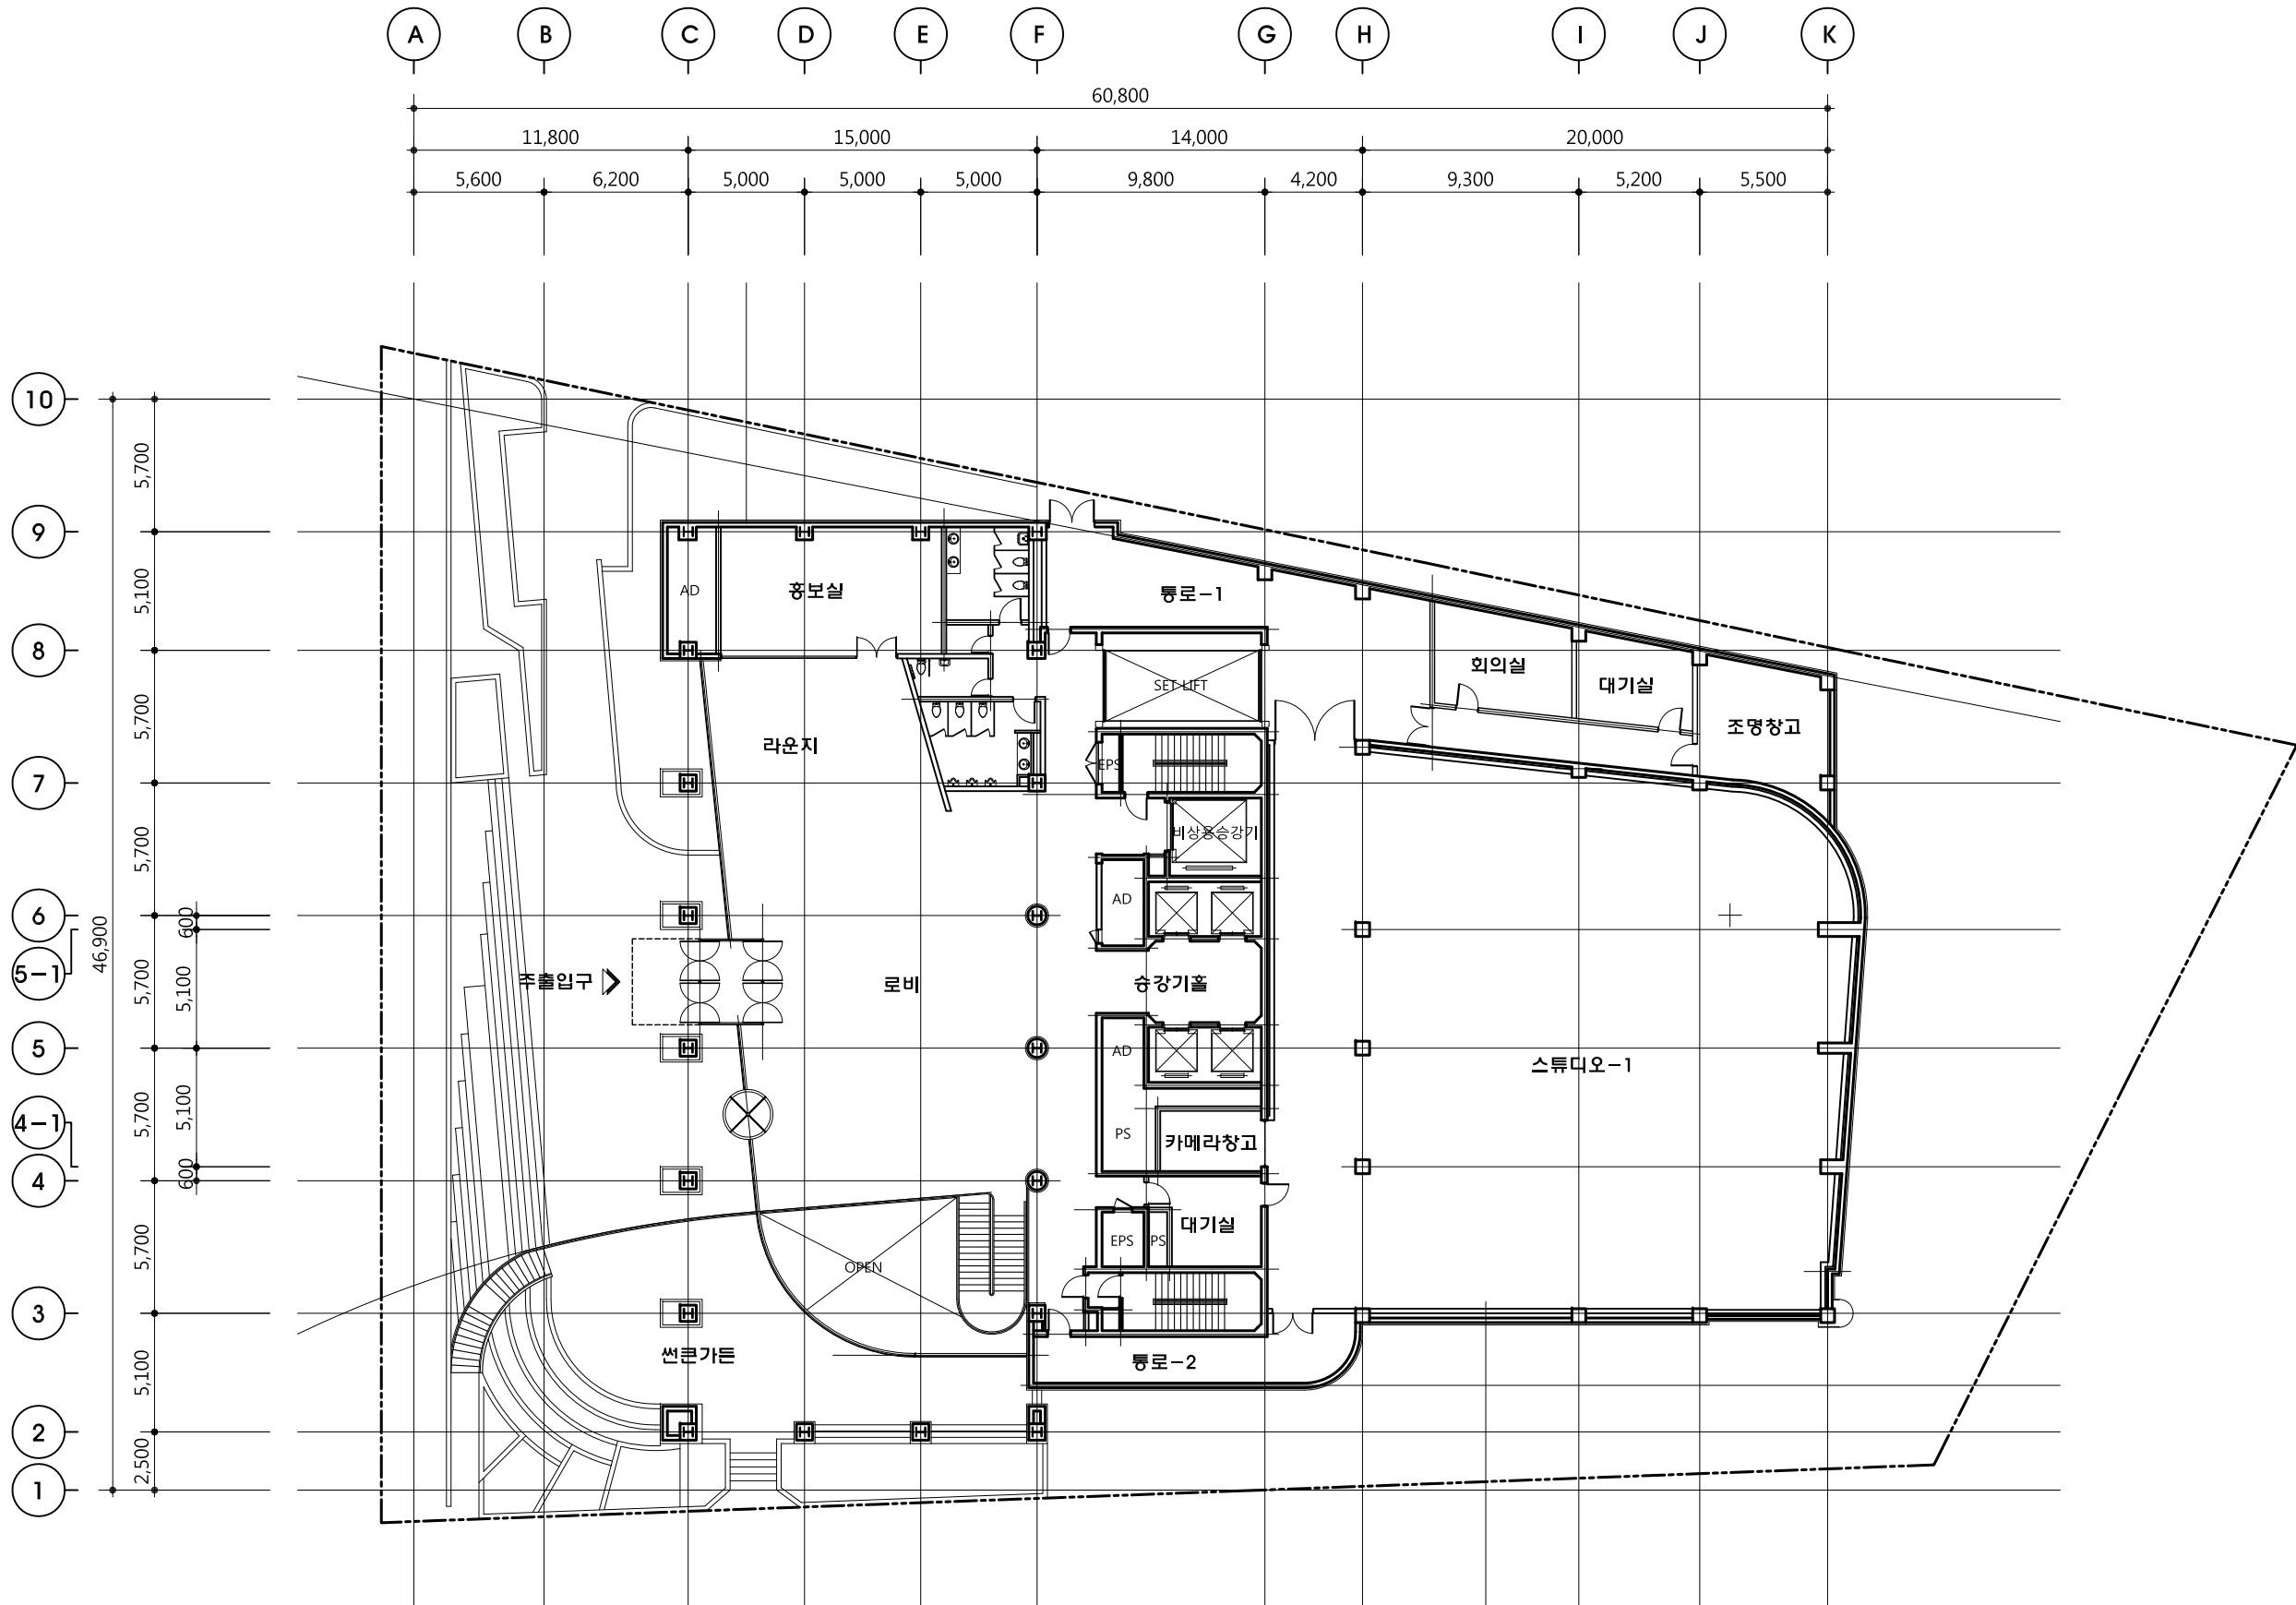 A B C D E F G H I J K
60,800
11,800 15,000 14,000 20,000
5,600 6,200 5,000 5,000 5,000 9,800 4,200 9,300 5,200 5,500
10
9
8
7
6
5-1
5
4-1
4
3
2
1
46,900
5,700
5,100
5,700
5,700
5,700
5,700
5,700
5,100
2,500
600
5,100
5,100
600
AD
홍보실
통로-1
SET LIFT
회의실
대기실
조명창고
라운지
EPS
비상용승강기
AD
주출입구
로비
승강기홀
AD
스튜디오-1
PS
카메라창고
대기실
EPS
PS
OPEN
썬큰가든
통로-2